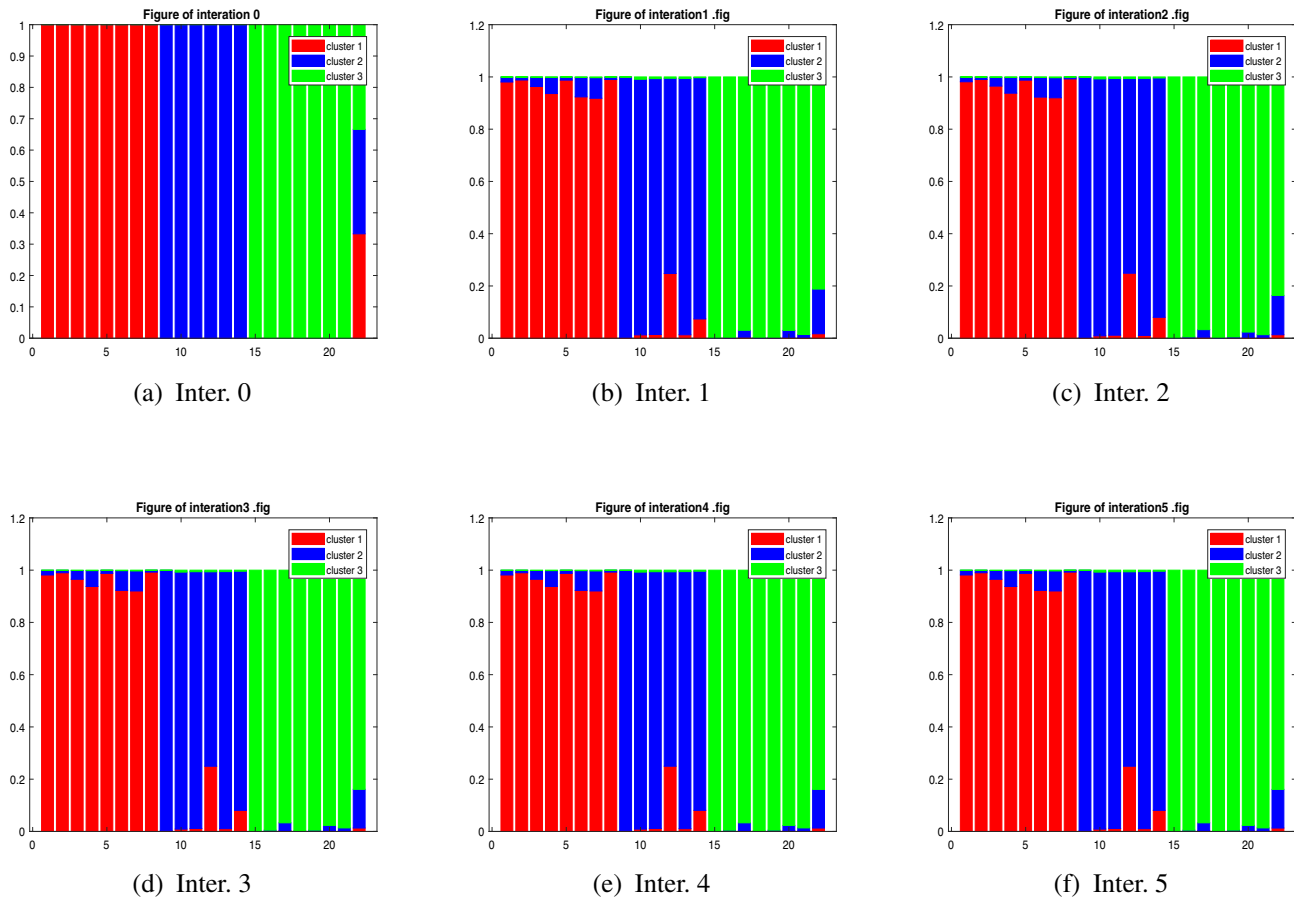 Figure of interation 0
1
0.9
0.8
0.7
0.6
0.5
0.4
0.3
0.2
0.1
0
0 5 10 15 20
cluster 1
cluster 2
cluster 3
(a) Inter. 0
Figure of interation1 .fig
1.2
1
0.8
0.6
0.4
0.2
0
0 5 10 15 20
cluster 1
cluster 2
cluster 3
(b) Inter. 1
Figure of interation2 .fig
1.2
1
0.8
0.6
0.4
0.2
0
0 5 10 15 20
cluster 1
cluster 2
cluster 3
(c) Inter. 2
Figure of interation3 .fig
1.2
1
0.8
0.6
0.4
0.2
0
0 5 10 15 20
cluster 1
cluster 2
cluster 3
(d) Inter. 3
Figure of interation4 .fig
1.2
1
0.8
0.6
0.4
0.2
0
0 5 10 15 20
cluster 1
cluster 2
cluster 3
(e) Inter. 4
Figure of interation5 .fig
1.2
1
0.8
0.6
0.4
0.2
0
0 5 10 15 20
cluster 1
cluster 2
cluster 3
(f) Inter. 5